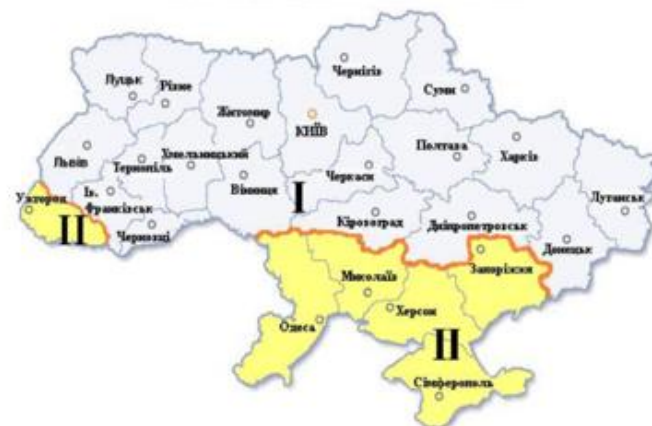 Чернігів
Луцьк
Рівне
Суми
Житомир
КИЇВ
Львів
Тернопіль
Хмельницький
Полтава
Харків
Вінниця
Черкаси
I
Ужгород
Ів.
Франківськ
Луганськ
II
Чернівці
Кіровоград
Дніпропетровськ
Донецьк
Запоріжжя
Миколаїв
Херсон
Одеса
II
Сімферополь